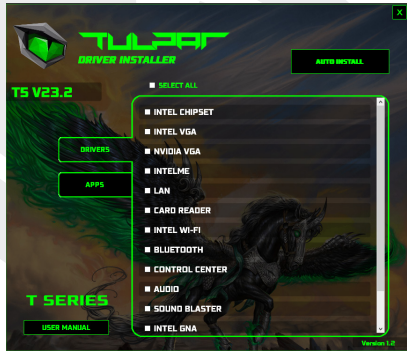 X
TULPAR
DRIVER INSTALLER
AUTO INSTALL
T5 V23.2
SELECT ALL
INTEL CHIPSET
INTEL VGA
NVIDIA VGA
INTELME
LAN
CARD READER
INTEL WI-FI
BLUETOOTH
CONTROL CENTER
AUDIO
SOUND BLASTER
INTEL GNA
DRIVERS
APPS
T SERIES
USER MANUAL
Version 1.2